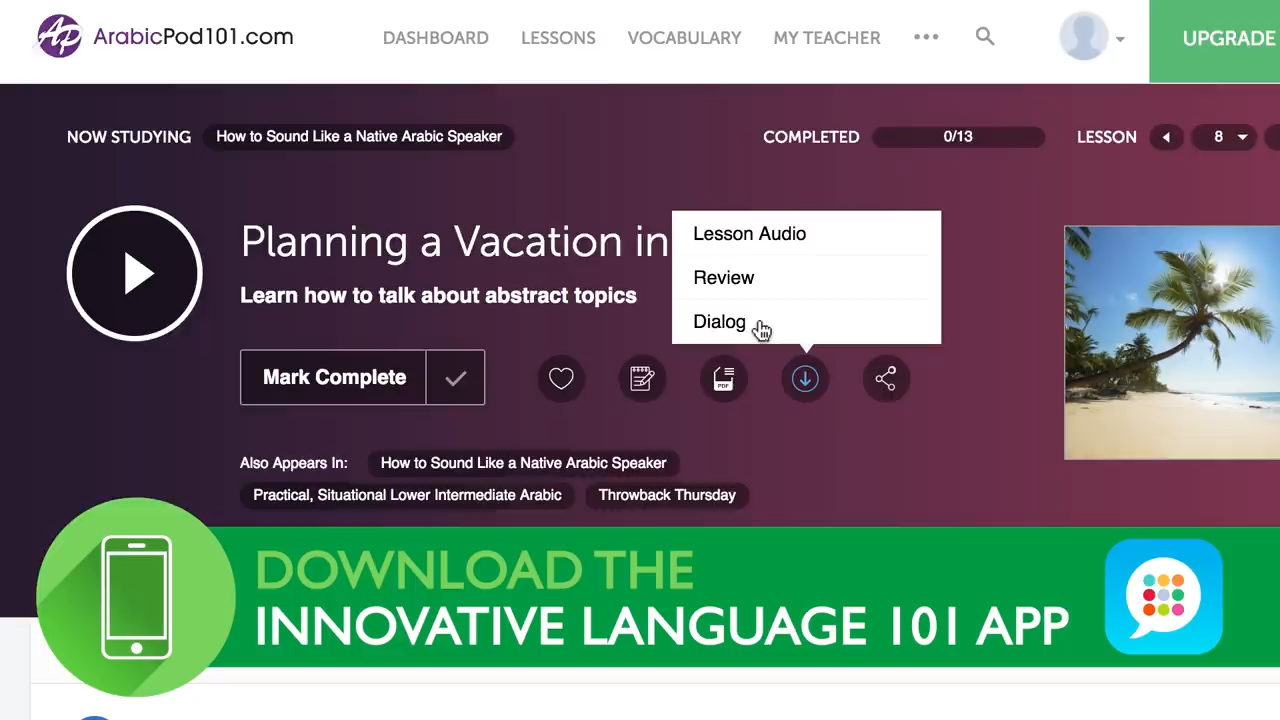 ArabicPod101.com
DASHBOARD LESSONS VOCABULARY MY TEACHER ••• UPGRADE
NOW STUDYING How to Sound Like a Native Arabic Speaker COMPLETED 0/13 LESSON 8
Planning a Vacation in
Learn how to talk about abstract topics
Lesson Audio
Review
Dialog
Mark Complete
PDF
Also Appears In: How to Sound Like a Native Arabic Speaker
Practical, Situational Lower Intermediate Arabic Throwback Thursday
DOWNLOAD THE
INNOVATIVE LANGUAGE 101 APP